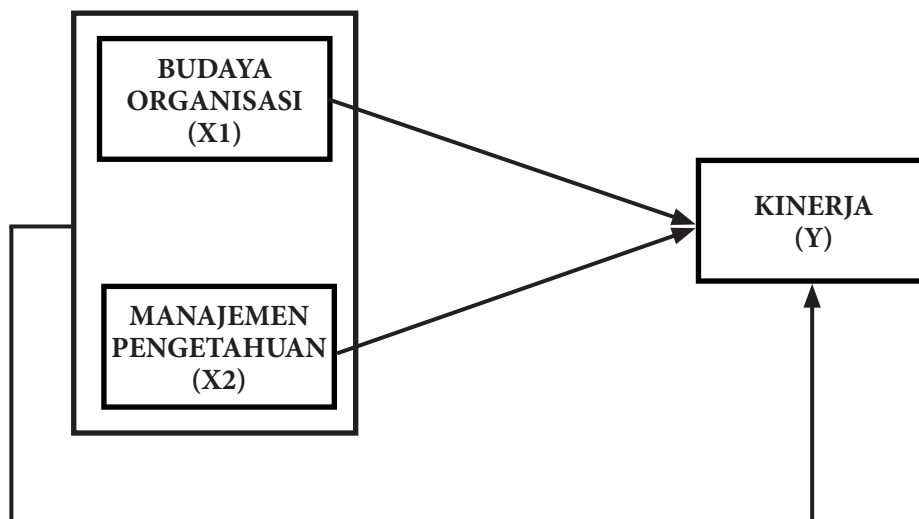 BUDAYA
ORGANISASI
(X1)
MANAJEMEN
PENGETAHUAN
(X2)
KINERJA
(Y)